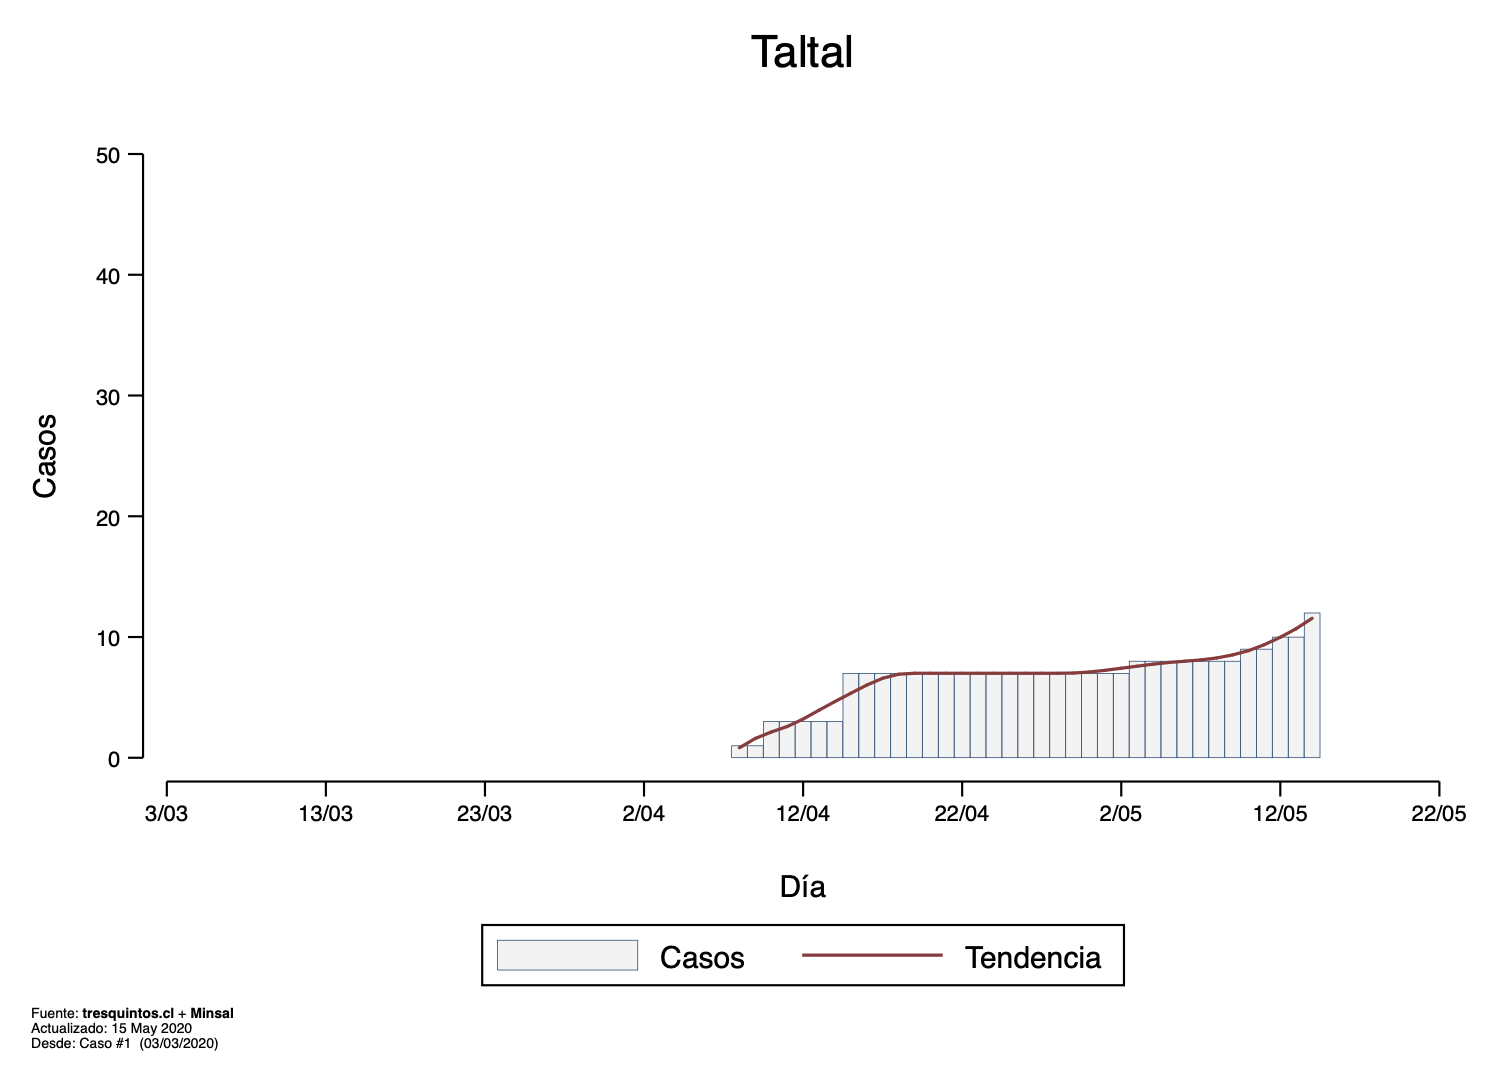 Taltal
50
40
30
20
10
0
Casos
3/03 13/03 23/03 2/04 12/04 22/04 2/05 12/05 22/05
Día
Casos Tendencia
Fuente: tresquintos.cl + Minsal
Actualizado: 15 May 2020
Desde: Caso #1 (03/03/2020)